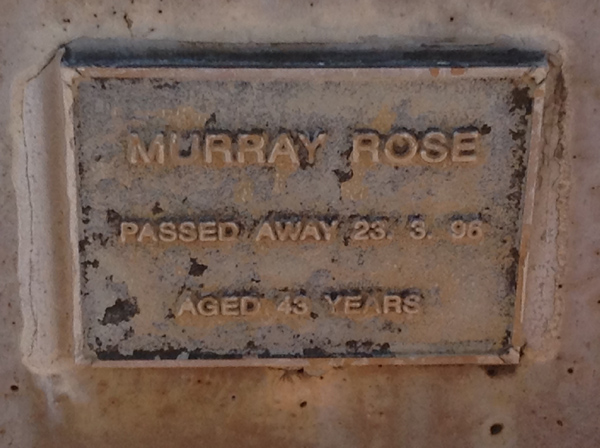 MURRAY ROSE
PASSED AWAY 23. 3. 96
AGED 43 YEARS